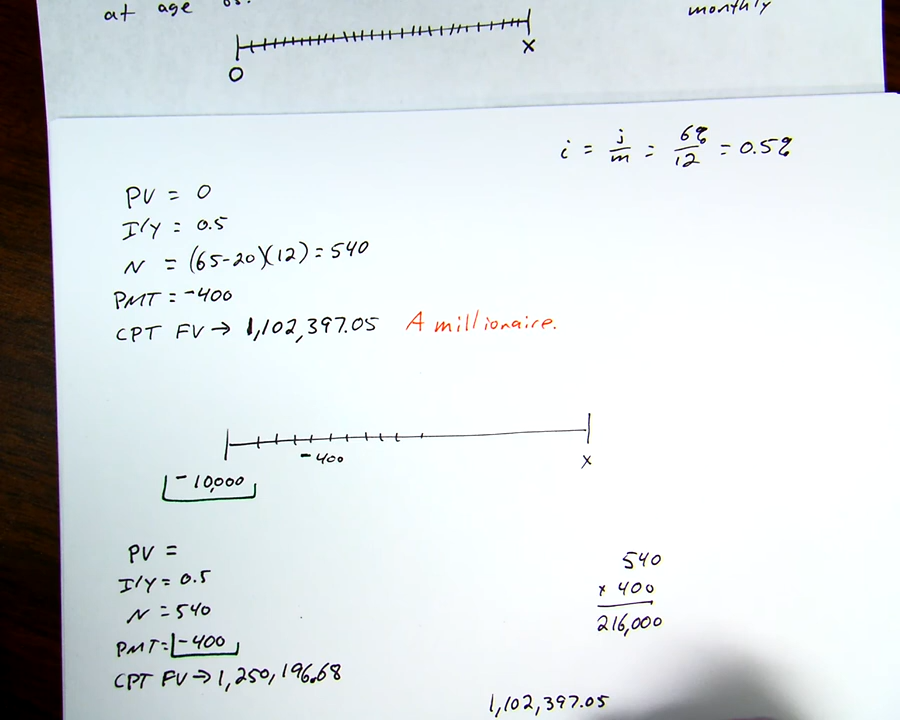 at age
monthly
0
x
i = j/m = 6%/12 = 0.5%
PV = 0
I/Y = 0.5
N = (65-20)(12) = 540
PMT = -400
CPT FV → 1,102,397.05 A millionaire.
-400
x
-10,000
PV =
I/Y = 0.5
N = 540
PMT = -400
CPT FV → 1,250,196.68
540
x 400
216,000
1,102,397.05